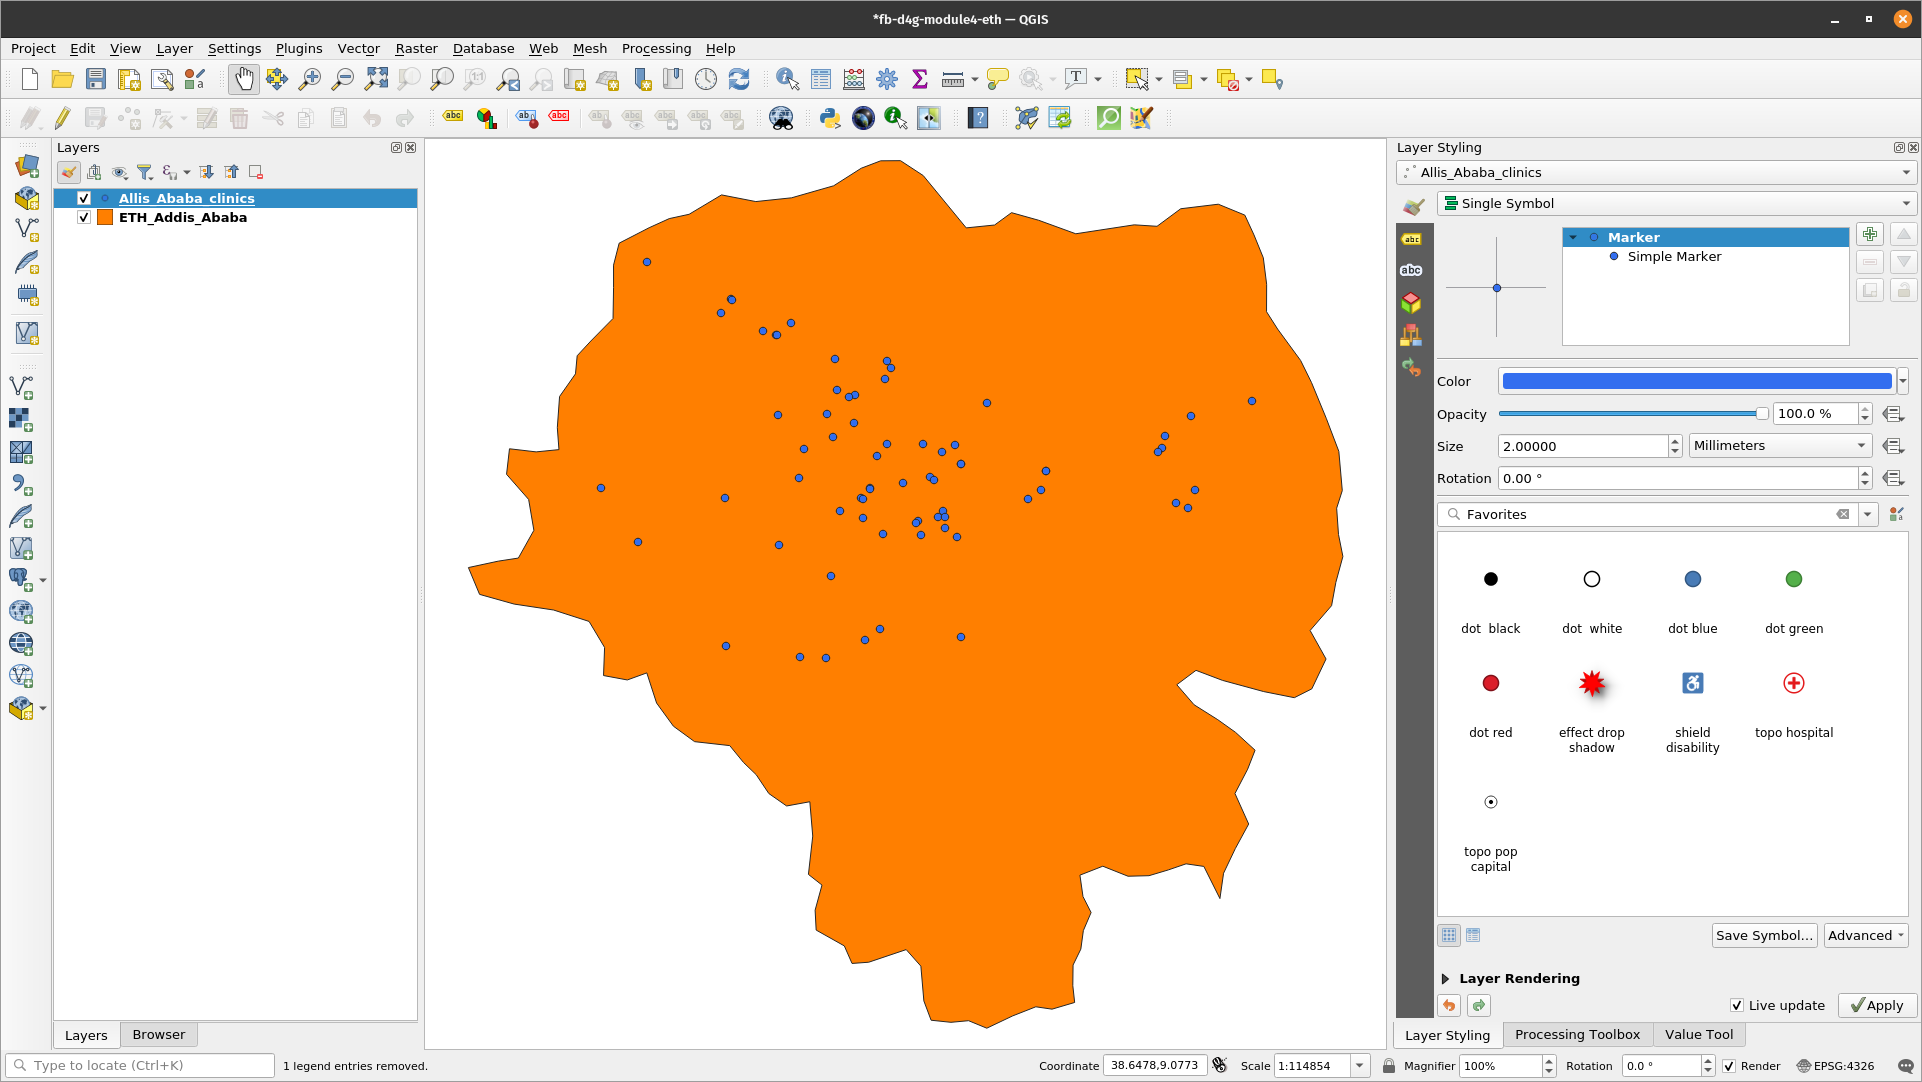 *fb-d4g-module4-eth — QGIS
Project Edit View Layer Settings Plugins Vector Raster Database Web Mesh Processing Help
Layers
Allis_Ababa_clinics
ETH_Addis_Ababa
Layers Browser
Layer Styling
Allis_Ababa_clinics
Single Symbol
Marker
Simple Marker
Color
Opacity 100.0 %
Size 2.00000 Millimeters
Rotation 0.00 °
Favorites
dot black
dot white
dot blue
dot green
dot red
effect drop
shadow
shield
disability
topo hospital
topo pop
capital
Save Symbol... Advanced
Layer Rendering
Live update Apply
Layer Styling Processing Toolbox Value Tool
Type to locate (Ctrl+K) 1 legend entries removed. Coordinate 38.6478,9.0773 Scale 1:114854 Magnifier 100% Rotation 0.0 ° Render EPSG:4326